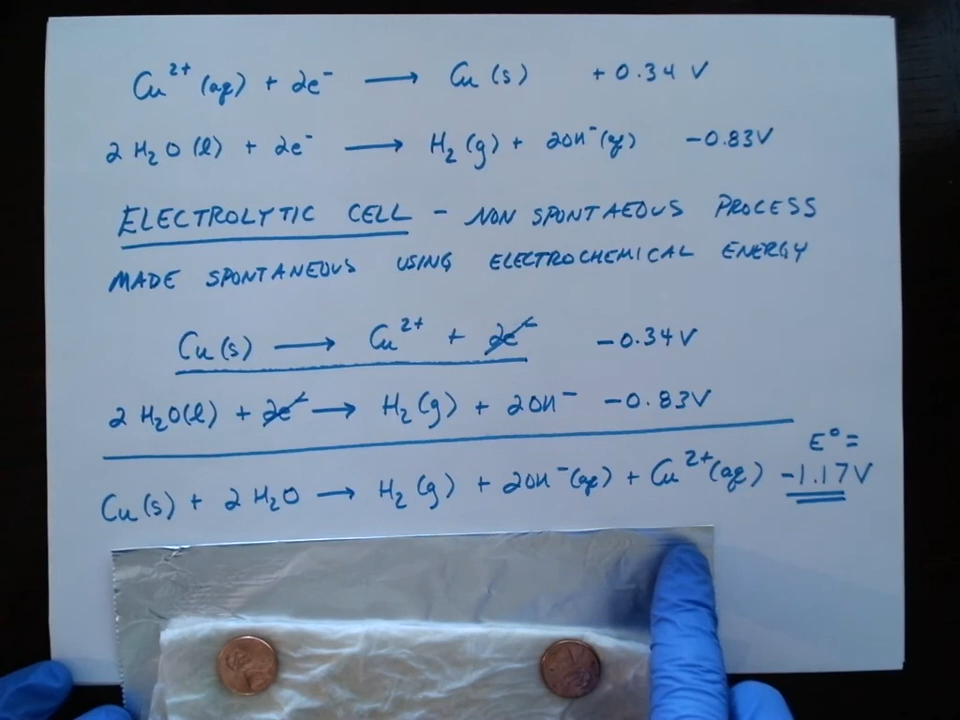 Cu²⁺(aq) + 2e⁻ → Cu(s) +0.34 V
2 H₂O(l) + 2e⁻ → H₂(g) + 2OH⁻(aq) -0.83V
ELECTROLYTIC CELL - NON SPONTAEOUS PROCESS
MADE SPONTANEOUS USING ELECTROCHEMICAL ENERGY
Cu(s) → Cu²⁺ + 2e⁻ -0.34V
2 H₂O(l) + 2e⁻ → H₂(g) + 2OH⁻ -0.83V
E° =
Cu(s) + 2 H₂O → H₂(g) + 2OH⁻(aq) + Cu²⁺(aq) -1.17V